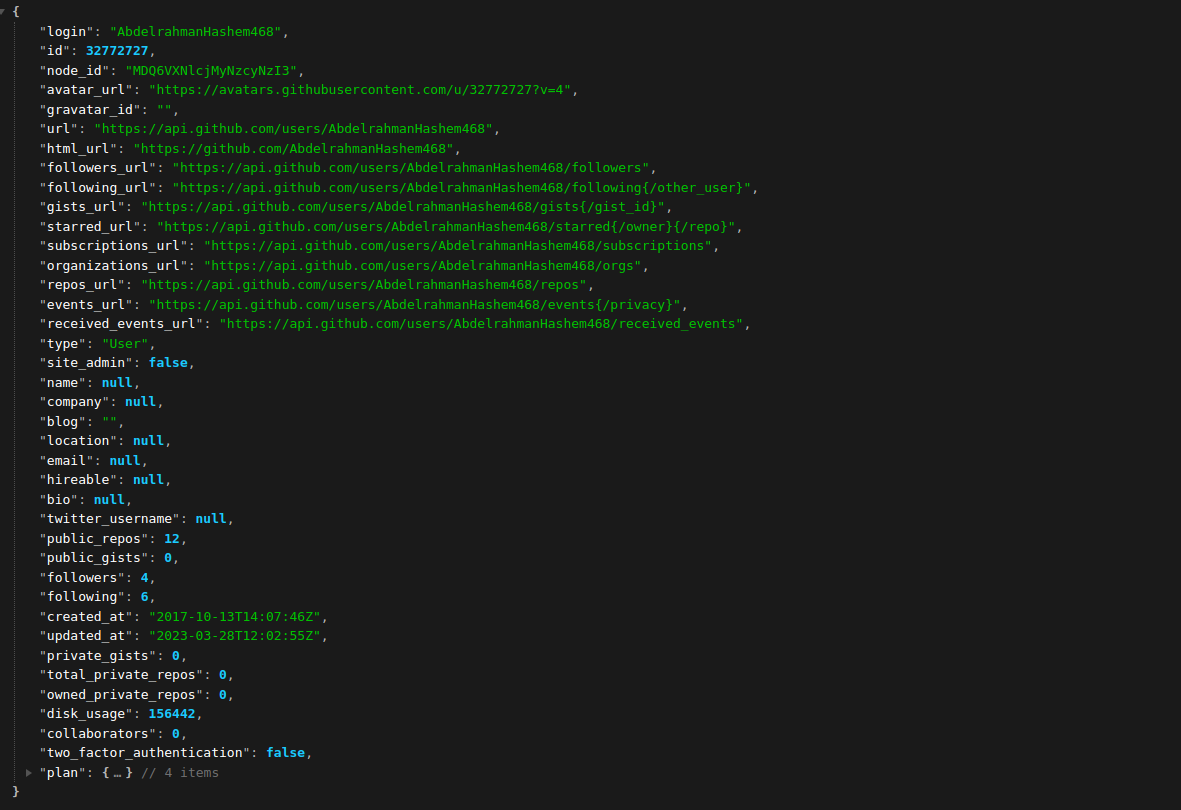 {
"login": "AbdelrahmanHashem468",
"id": 32772727,
"node_id": "MDQ6VXNlcjMyNzcyNzI3",
"avatar_url": "https://avatars.githubusercontent.com/u/32772727?v=4",
"gravatar_id": "",
"url": "https://api.github.com/users/AbdelrahmanHashem468",
"html_url": "https://github.com/AbdelrahmanHashem468",
"followers_url": "https://api.github.com/users/AbdelrahmanHashem468/followers",
"following_url": "https://api.github.com/users/AbdelrahmanHashem468/following{/other_user}",
"gists_url": "https://api.github.com/users/AbdelrahmanHashem468/gists{/gist_id}",
"starred_url": "https://api.github.com/users/AbdelrahmanHashem468/starred{/owner}{/repo}",
"subscriptions_url": "https://api.github.com/users/AbdelrahmanHashem468/subscriptions",
"organizations_url": "https://api.github.com/users/AbdelrahmanHashem468/orgs",
"repos_url": "https://api.github.com/users/AbdelrahmanHashem468/repos",
"events_url": "https://api.github.com/users/AbdelrahmanHashem468/events{/privacy}",
"received_events_url": "https://api.github.com/users/AbdelrahmanHashem468/received_events",
"type": "User",
"site_admin": false,
"name": null,
"company": null,
"blog": "",
"location": null,
"email": null,
"hireable": null,
"bio": null,
"twitter_username": null,
"public_repos": 12,
"public_gists": 0,
"followers": 4,
"following": 6,
"created_at": "2017-10-13T14:07:46Z",
"updated_at": "2023-03-28T12:02:55Z",
"private_gists": 0,
"total_private_repos": 0,
"owned_private_repos": 0,
"disk_usage": 156442,
"collaborators": 0,
"two_factor_authentication": false,
"plan": { … } // 4 items
}